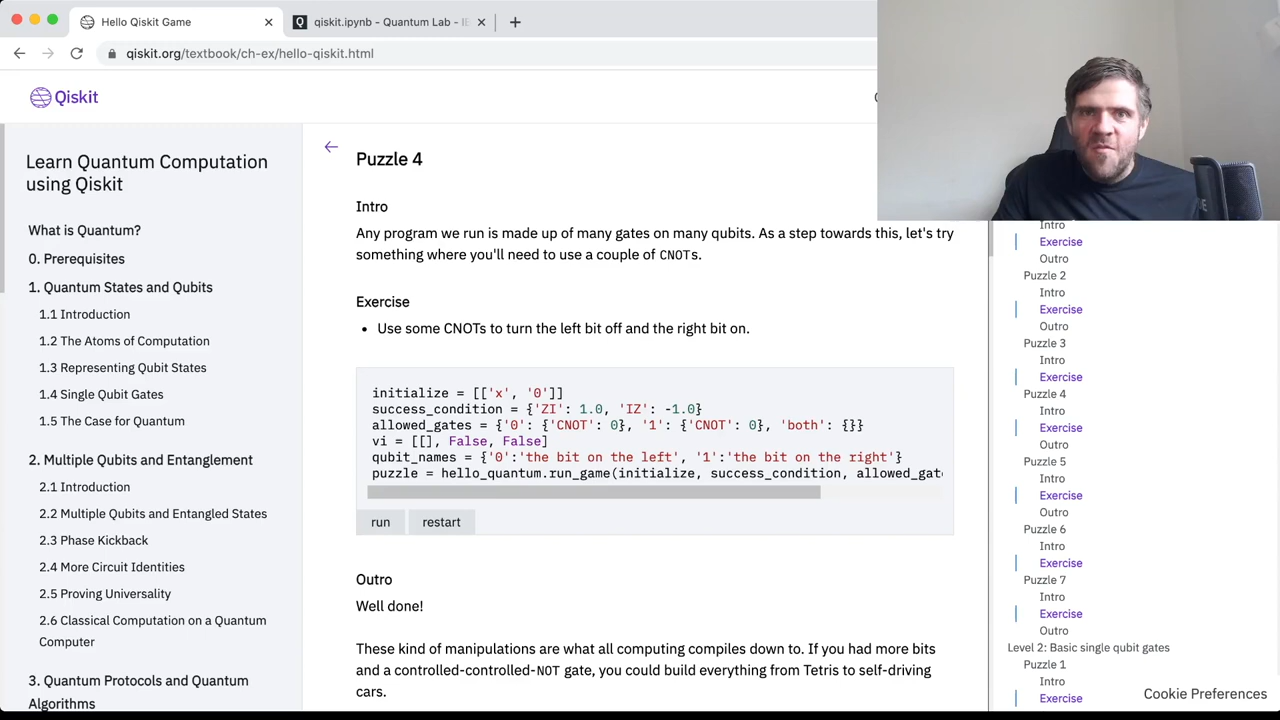 Hello Qiskit Game
qiskit.ipynb - Quantum Lab - I
qiskit.org/textbook/ch-ex/hello-qiskit.html
Qiskit
Learn Quantum Computation
using Qiskit
What is Quantum?
0. Prerequisites
1. Quantum States and Qubits
1.1 Introduction
1.2 The Atoms of Computation
1.3 Representing Qubit States
1.4 Single Qubit Gates
1.5 The Case for Quantum
2. Multiple Qubits and Entanglement
2.1 Introduction
2.2 Multiple Qubits and Entangled States
2.3 Phase Kickback
2.4 More Circuit Identities
2.5 Proving Universality
2.6 Classical Computation on a Quantum
Computer
3. Quantum Protocols and Quantum
Algorithms
Puzzle 4
Intro
Any program we run is made up of many gates on many qubits. As a step towards this, let's try
something where you'll need to use a couple of CNOTs.
Exercise
• Use some CNOTs to turn the left bit off and the right bit on.
initialize = [['x', '0']]
success_condition = {'ZI': 1.0, 'IZ': -1.0}
allowed_gates = {'0': {'CNOT': 0}, '1': {'CNOT': 0}, 'both': {}}
vi = [[], False, False]
qubit_names = {'0':'the bit on the left', '1':'the bit on the right'}
puzzle = hello_quantum.run_game(initialize, success_condition, allowed_gate
run restart
Outro
Well done!
These kind of manipulations are what all computing compiles down to. If you had more bits
and a controlled-controlled-NOT gate, you could build everything from Tetris to self-driving
cars.
Intro
Exercise
Outro
Puzzle 2
Intro
Exercise
Outro
Puzzle 3
Intro
Exercise
Puzzle 4
Intro
Exercise
Outro
Puzzle 5
Intro
Exercise
Outro
Puzzle 6
Intro
Exercise
Puzzle 7
Intro
Exercise
Outro
Level 2: Basic single qubit gates
Puzzle 1
Intro
Exercise
Cookie Preferences